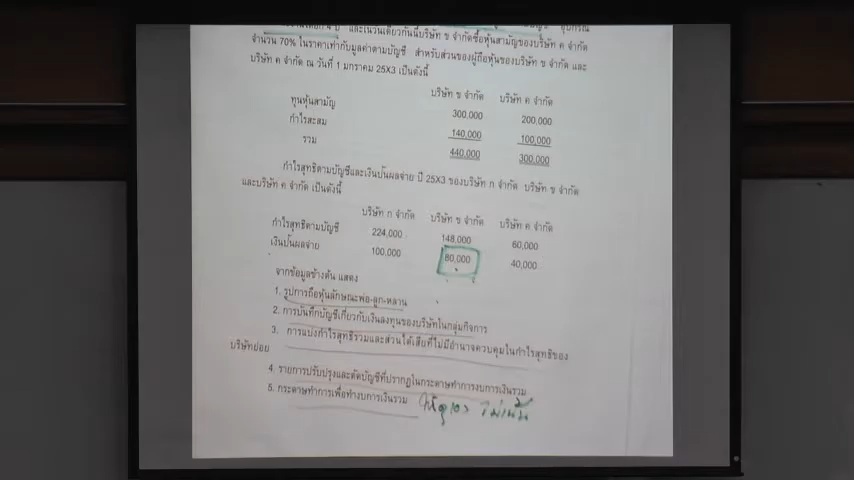 และในวันเดียวกันนี้บริษัท ข จำกัดซื้อหุ้นสามัญของบริษัท ค จำกัด
จำนวน 70% ในราคาเท่ากับมูลค่าตามบัญชี สำหรับส่วนของผู้ถือหุ้นของบริษัท ข จำกัด และ
บริษัท ค จำกัด ณ วันที่ 1 มกราคม 25X3 เป็นดังนี้
บริษัท ข จำกัด บริษัท ค จำกัด
ทุนหุ้นสามัญ 300,000 200,000
กำไรสะสม 140,000 100,000
รวม 440,000 300,000
กำไรสุทธิตามบัญชีและเงินปันผลจ่าย ปี 25X3 ของบริษัท ก จำกัด บริษัท ข จำกัด
และบริษัท ค จำกัด เป็นดังนี้
บริษัท ก จำกัด บริษัท ข จำกัด บริษัท ค จำกัด
กำไรสุทธิตามบัญชี 224,000 148,000 60,000
เงินปันผลจ่าย 100,000 80,000 40,000
จากข้อมูลข้างต้น แสดง
1. รูปการถือหุ้นลักษณะพ่อ-ลูก-หลาน
2. การบันทึกบัญชีเกี่ยวกับเงินลงทุนของบริษัทในกลุ่มกิจการ
3. การแบ่งกำไรสุทธิรวมและส่วนได้เสียที่ไม่มีอำนาจควบคุมในกำไรสุทธิของ
บริษัทย่อย
4. รายการปรับปรุงและตัดบัญชีที่ปรากฏในกระดาษทำการงบการเงินรวม
5. กระดาษทำการเพื่อทำงบการเงินรวม ไม่เน้น